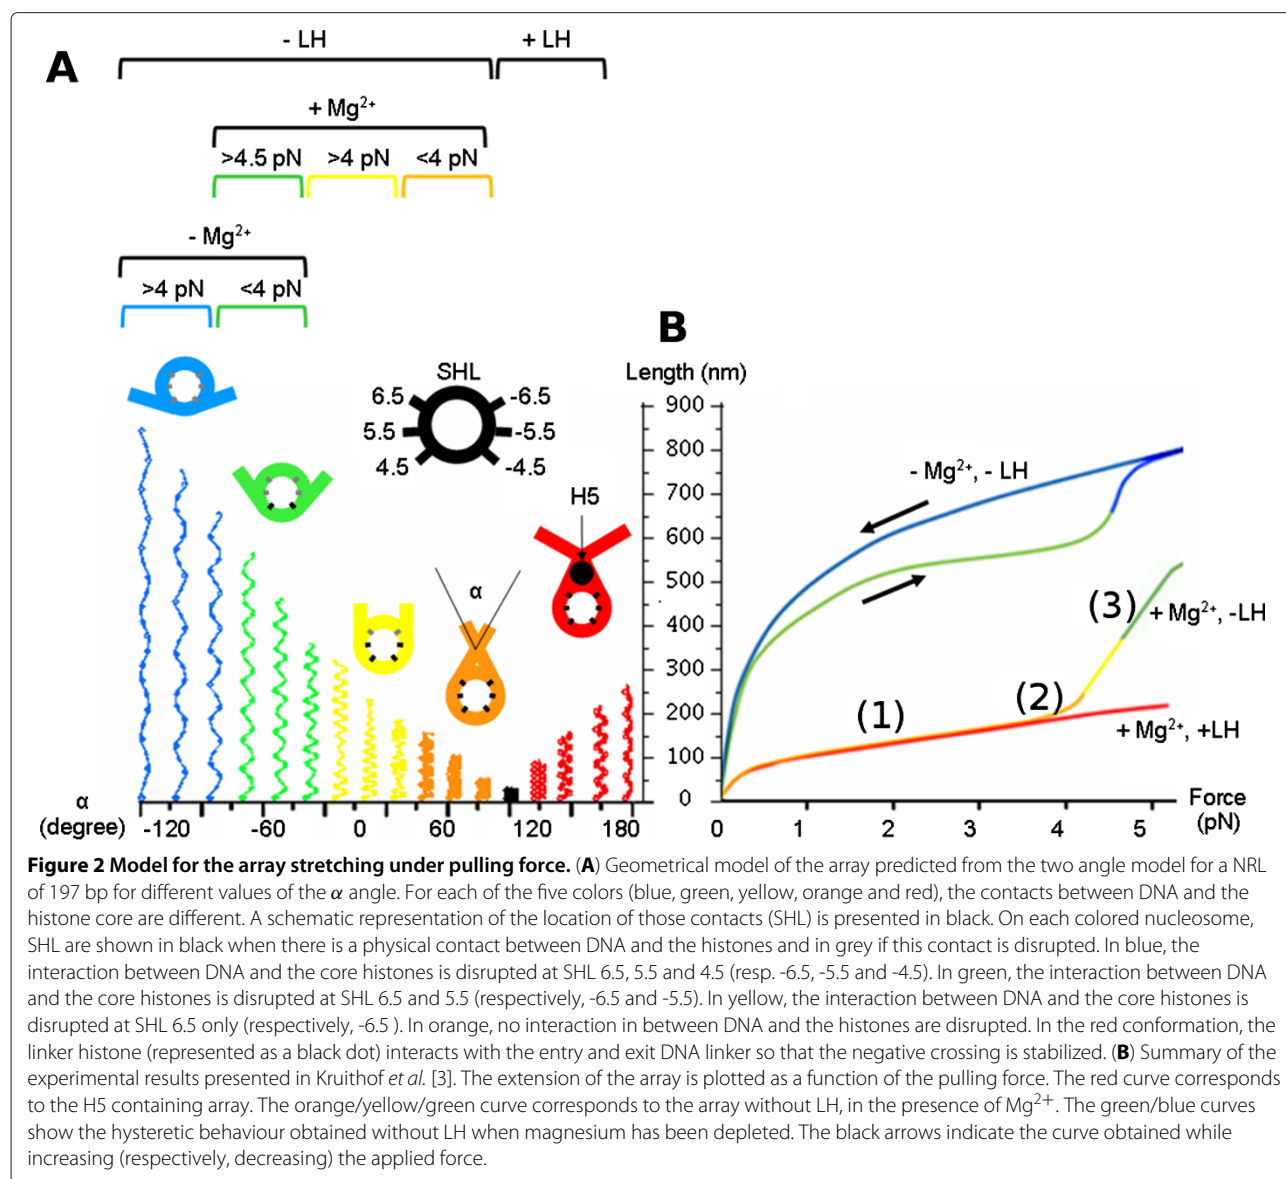 A
- LH
+ LH
+ Mg²⁺
>4.5 pN
>4 pN
<4 pN
- Mg²⁺
>4 pN
<4 pN
SHL
6.5
-6.5
5.5
-5.5
4.5
-4.5
H5
α
α
(degree)
-120
-60
0
60
120
180
B
Length (nm)
900
800
700
600
500
400
300
200
100
0
- Mg²⁺, - LH
(3)
+ Mg²⁺, -LH
(2)
(1)
+ Mg²⁺, +LH
0
1
2
3
4
5
Force
(pN)
Figure 2 Model for the array stretching under pulling force. (A) Geometrical model of the array predicted from the two angle model for a NRL
of 197 bp for different values of the α angle. For each of the five colors (blue, green, yellow, orange and red), the contacts between DNA and the
histone core are different. A schematic representation of the location of those contacts (SHL) is presented in black. On each colored nucleosome,
SHL are shown in black when there is a physical contact between DNA and the histones and in grey if this contact is disrupted. In blue, the
interaction between DNA and the core histones is disrupted at SHL 6.5, 5.5 and 4.5 (resp. -6.5, -5.5 and -4.5). In green, the interaction between DNA
and the core histones is disrupted at SHL 6.5 and 5.5 (respectively, -6.5 and -5.5). In yellow, the interaction between DNA and the core histones is
disrupted at SHL 6.5 only (respectively, -6.5 ). In orange, no interaction in between DNA and the histones are disrupted. In the red conformation, the
linker histone (represented as a black dot) interacts with the entry and exit DNA linker so that the negative crossing is stabilized. (B) Summary of the
experimental results presented in Kruithof et al. [3]. The extension of the array is plotted as a function of the pulling force. The red curve corresponds
to the H5 containing array. The orange/yellow/green curve corresponds to the array without LH, in the presence of Mg²⁺. The green/blue curves
show the hysteretic behaviour obtained without LH when magnesium has been depleted. The black arrows indicate the curve obtained while
increasing (respectively, decreasing) the applied force.